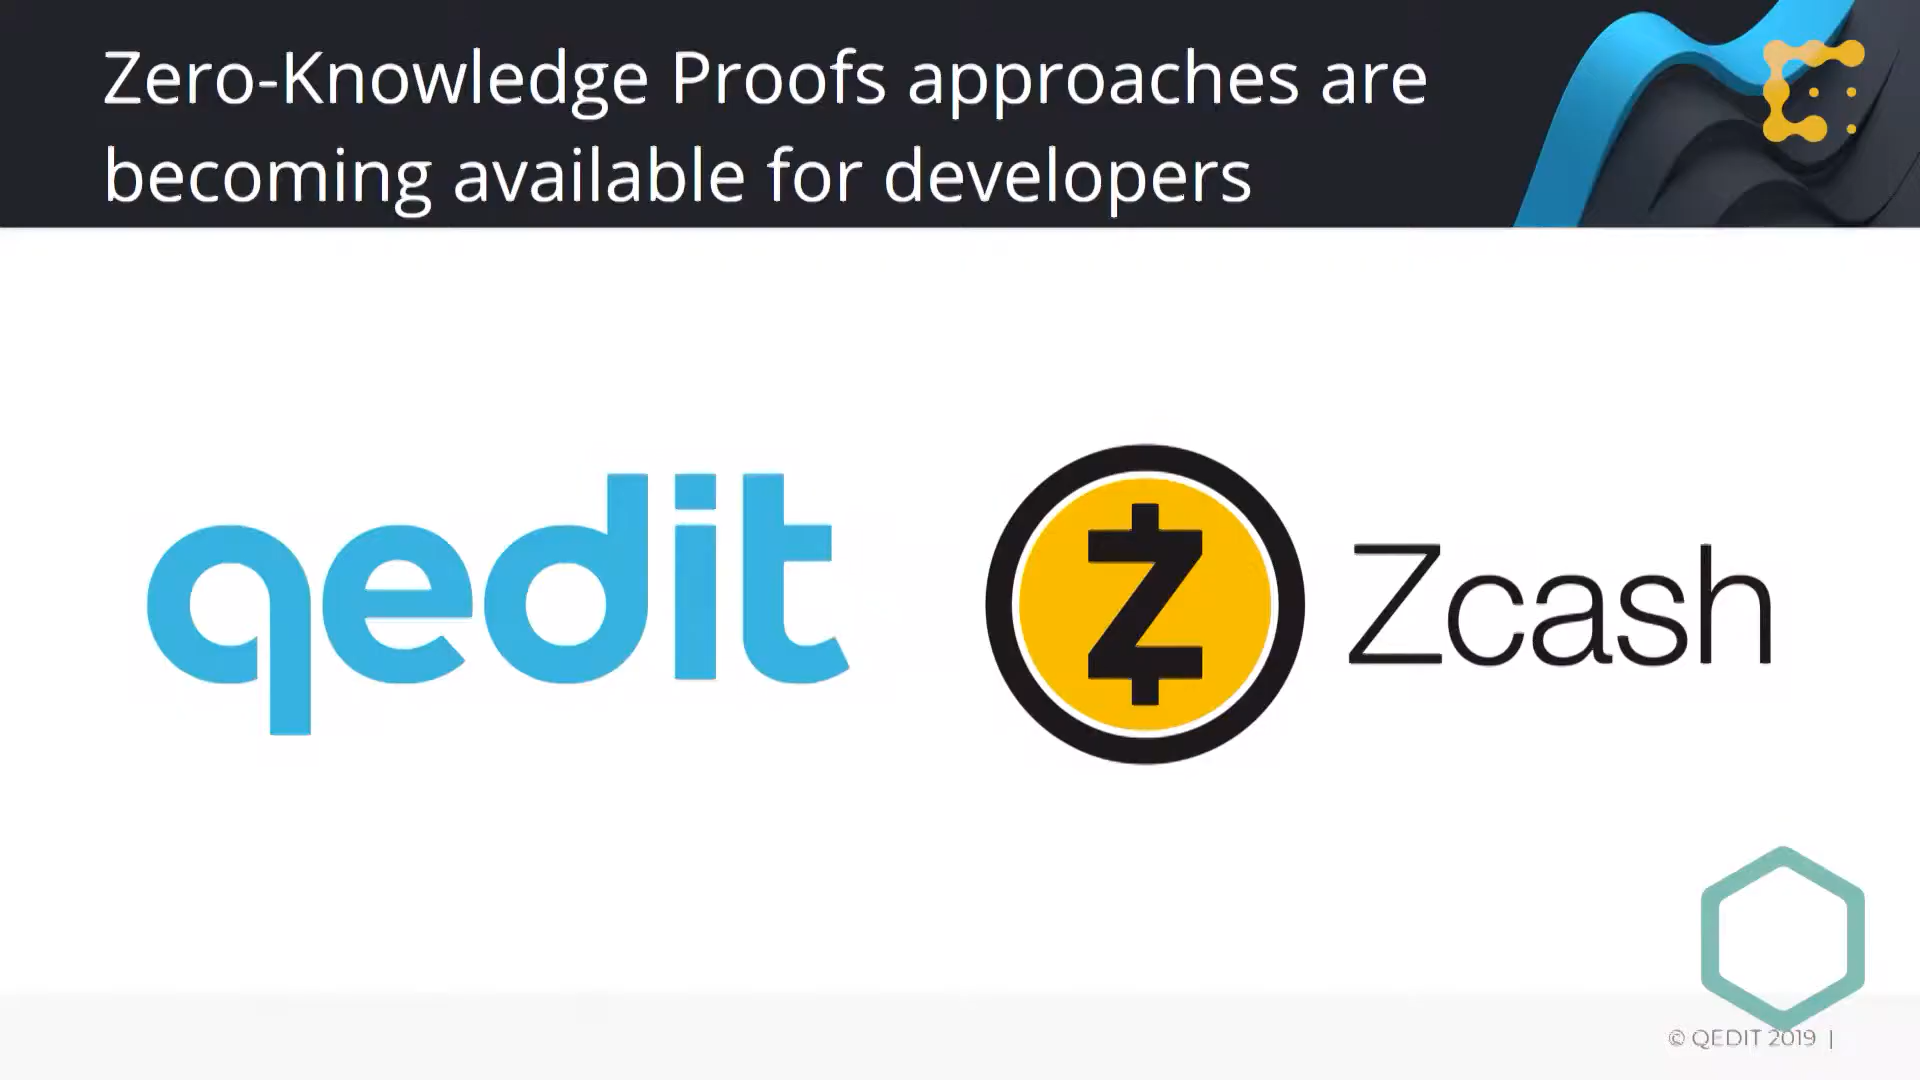 Zero-Knowledge Proofs approaches are
becoming available for developers
qedit
Zcash
© QEDIT 2019 |